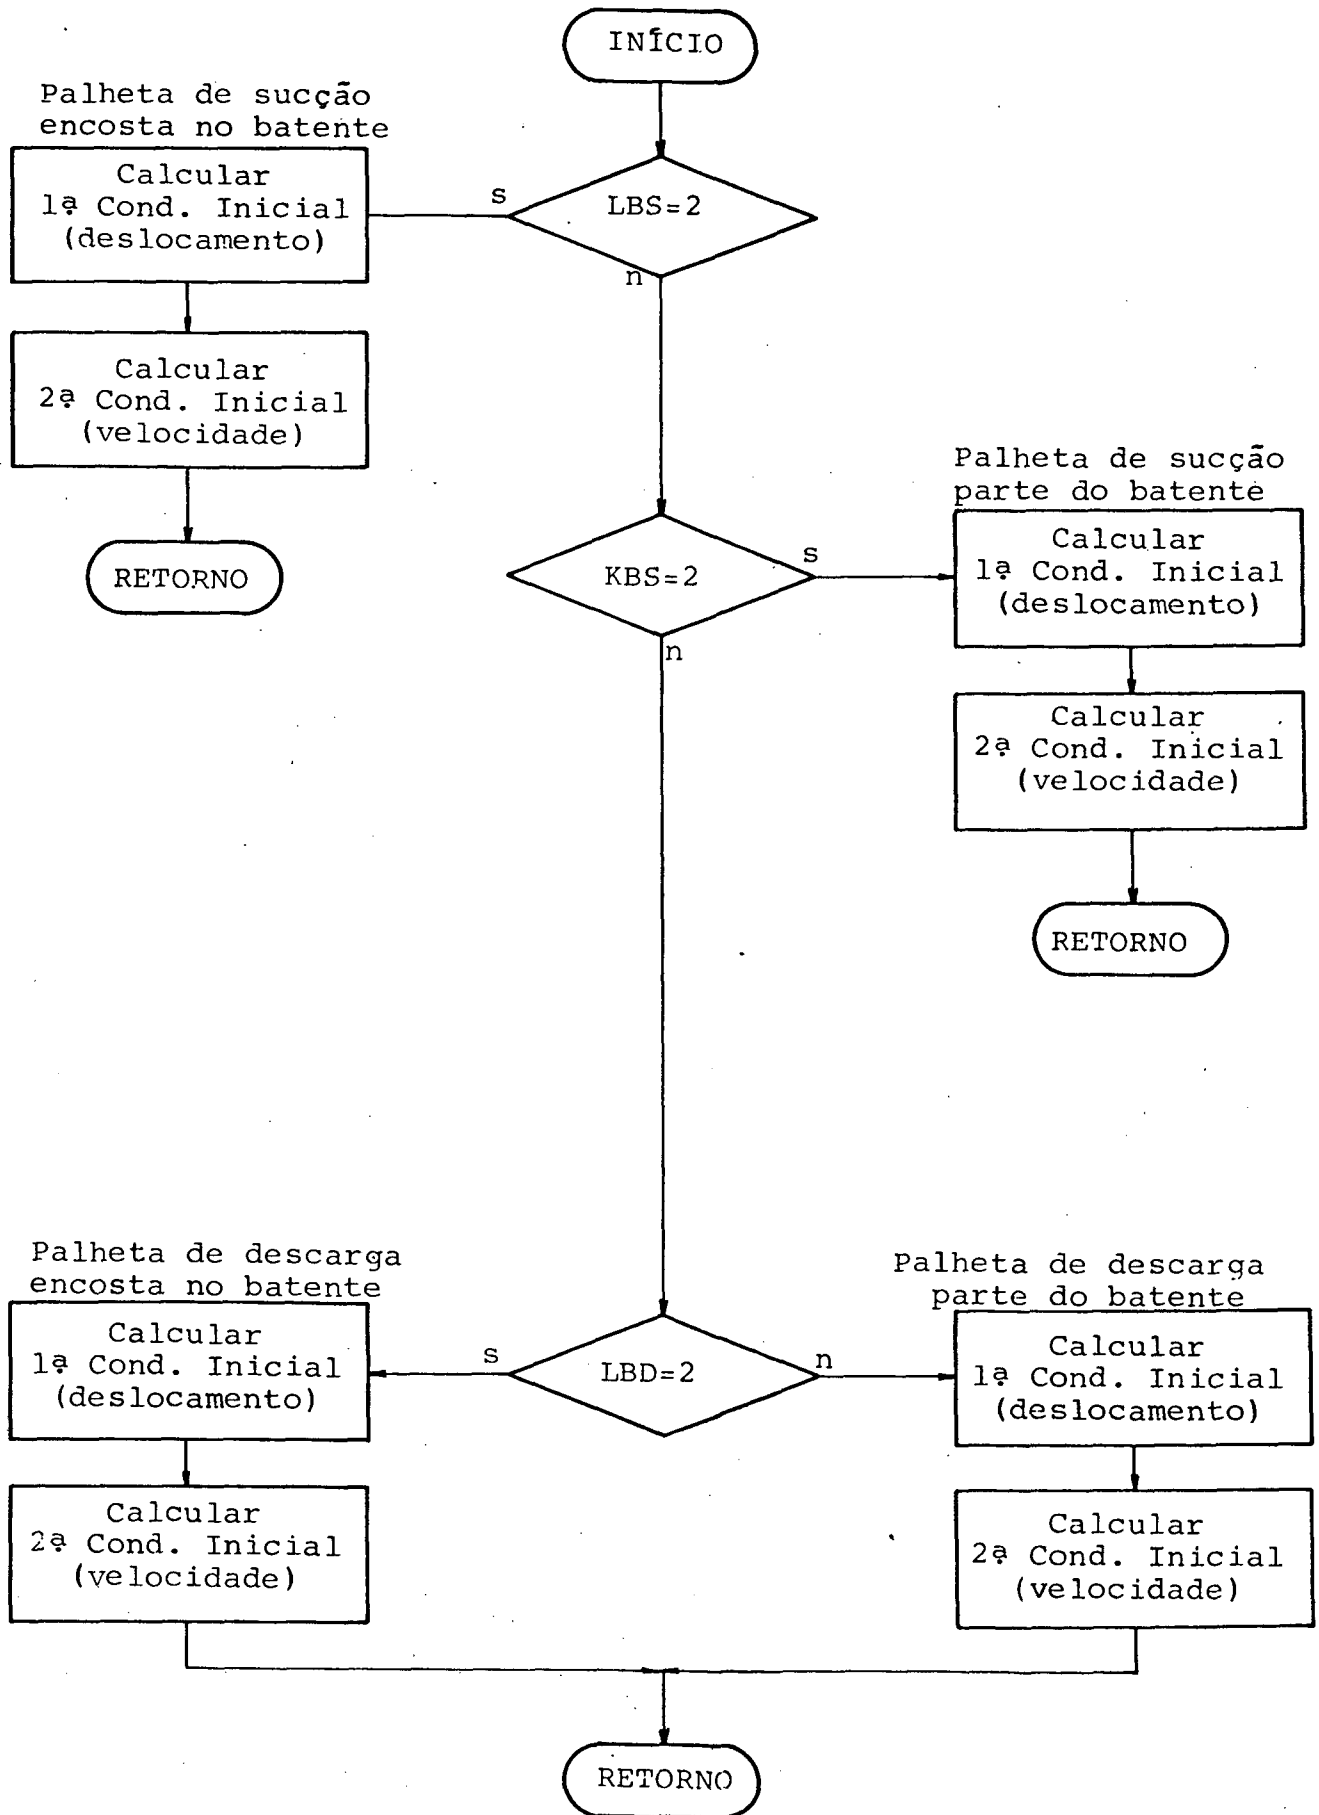 INÍCIO
Palheta de sucção
encosta no batente
Calcular
1ª Cond. Inicial
(deslocamento)
s
LBS=2
n
Calcular
2ª Cond. Inicial
(velocidade)
RETORNO
KBS=2
s
n
Palheta de sucção
parte do batente
Calcular
1ª Cond. Inicial
(deslocamento)
Calcular
2ª Cond. Inicial
(velocidade)
RETORNO
Palheta de descarga
encosta no batente
Calcular
1ª Cond. Inicial
(deslocamento)
s
LBD=2
n
Palheta de descarga
parte do batente
Calcular
1ª Cond. Inicial
(deslocamento)
Calcular
2ª Cond. Inicial
(velocidade)
Calcular
2ª Cond. Inicial
(velocidade)
RETORNO